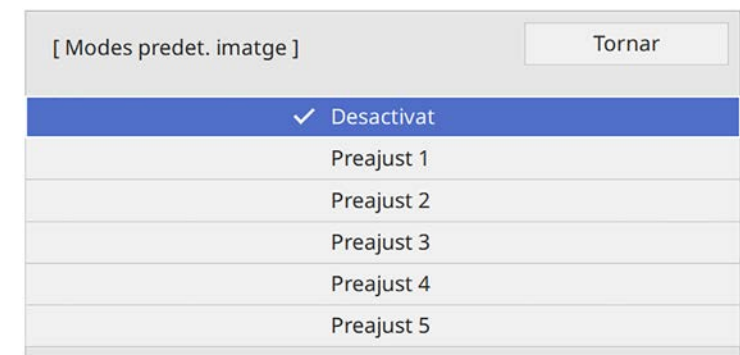 [ Modes predet. imatge ]
Tornar
✓ Desactivat
Preajust 1
Preajust 2
Preajust 3
Preajust 4
Preajust 5